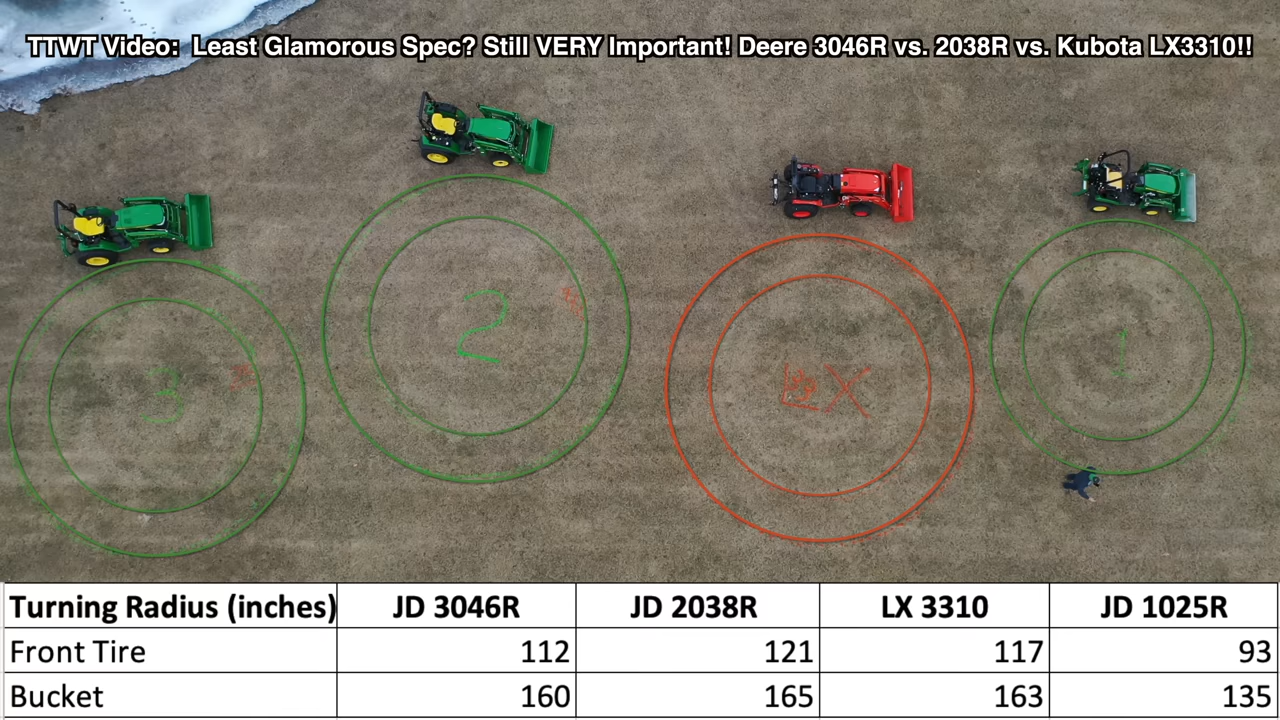 TTWT Video: Least Glamorous Spec? Still VERY Important! Deere 3046R vs. 2038R vs. Kubota LX3310!!
3
2
LX
1
Turning Radius (inches) JD 3046R JD 2038R LX 3310 JD 1025R
Front Tire 112 121 117 93
Bucket 160 165 163 135